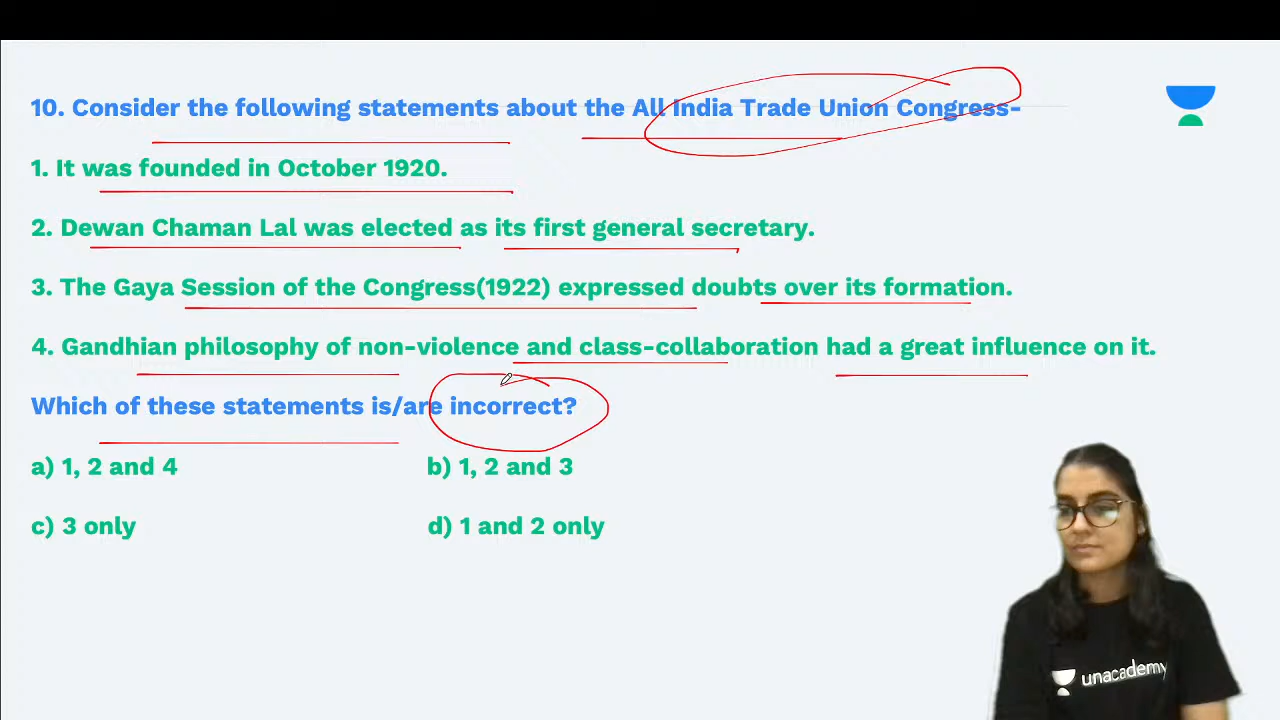 10. Consider the following statements about the All India Trade Union Congress-
1. It was founded in October 1920.
2. Dewan Chaman Lal was elected as its first general secretary.
3. The Gaya Session of the Congress(1922) expressed doubts over its formation.
4. Gandhian philosophy of non-violence and class-collaboration had a great influence on it.
Which of these statements is/are incorrect?
a) 1, 2 and 4 b) 1, 2 and 3
c) 3 only d) 1 and 2 only
unacademy